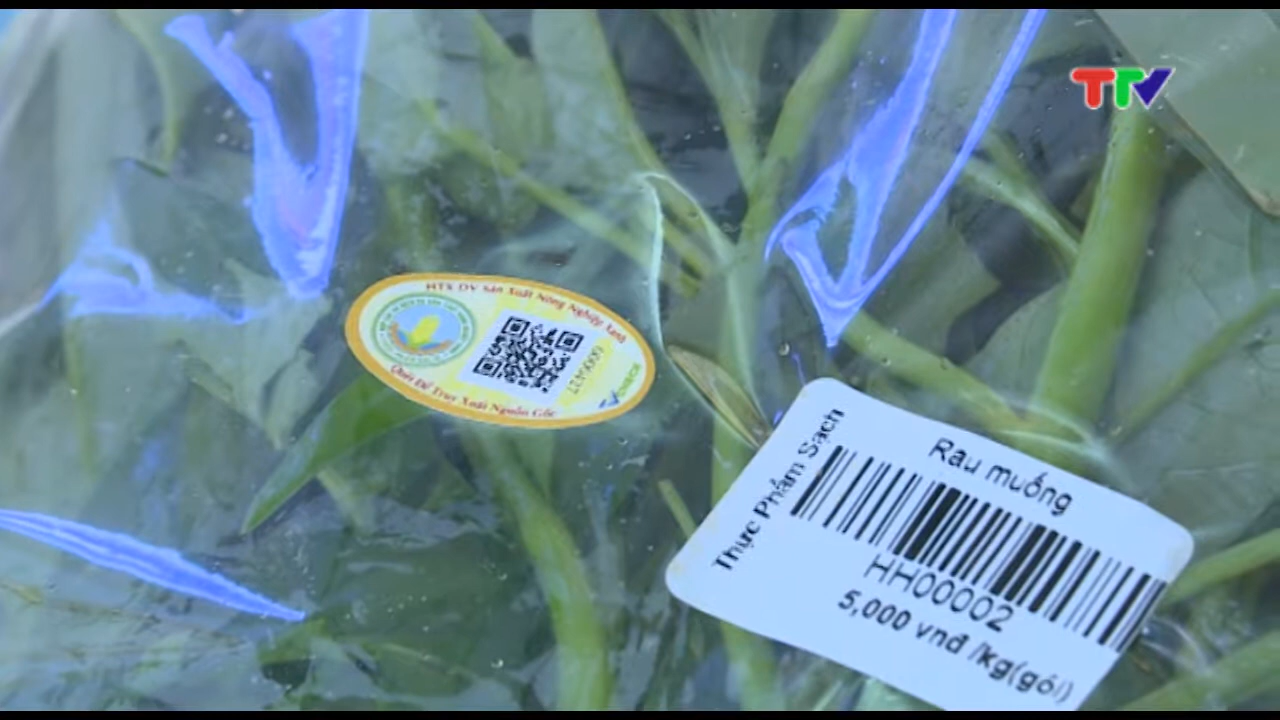 TTV
HTX DV Sản Xuất Nông Nghiệp Xanh
Quét Để Truy Xuất Nguồn Gốc
Thực Phẩm Sạch
Rau muống
HH00002
5,000 vnđ /kg(gói)